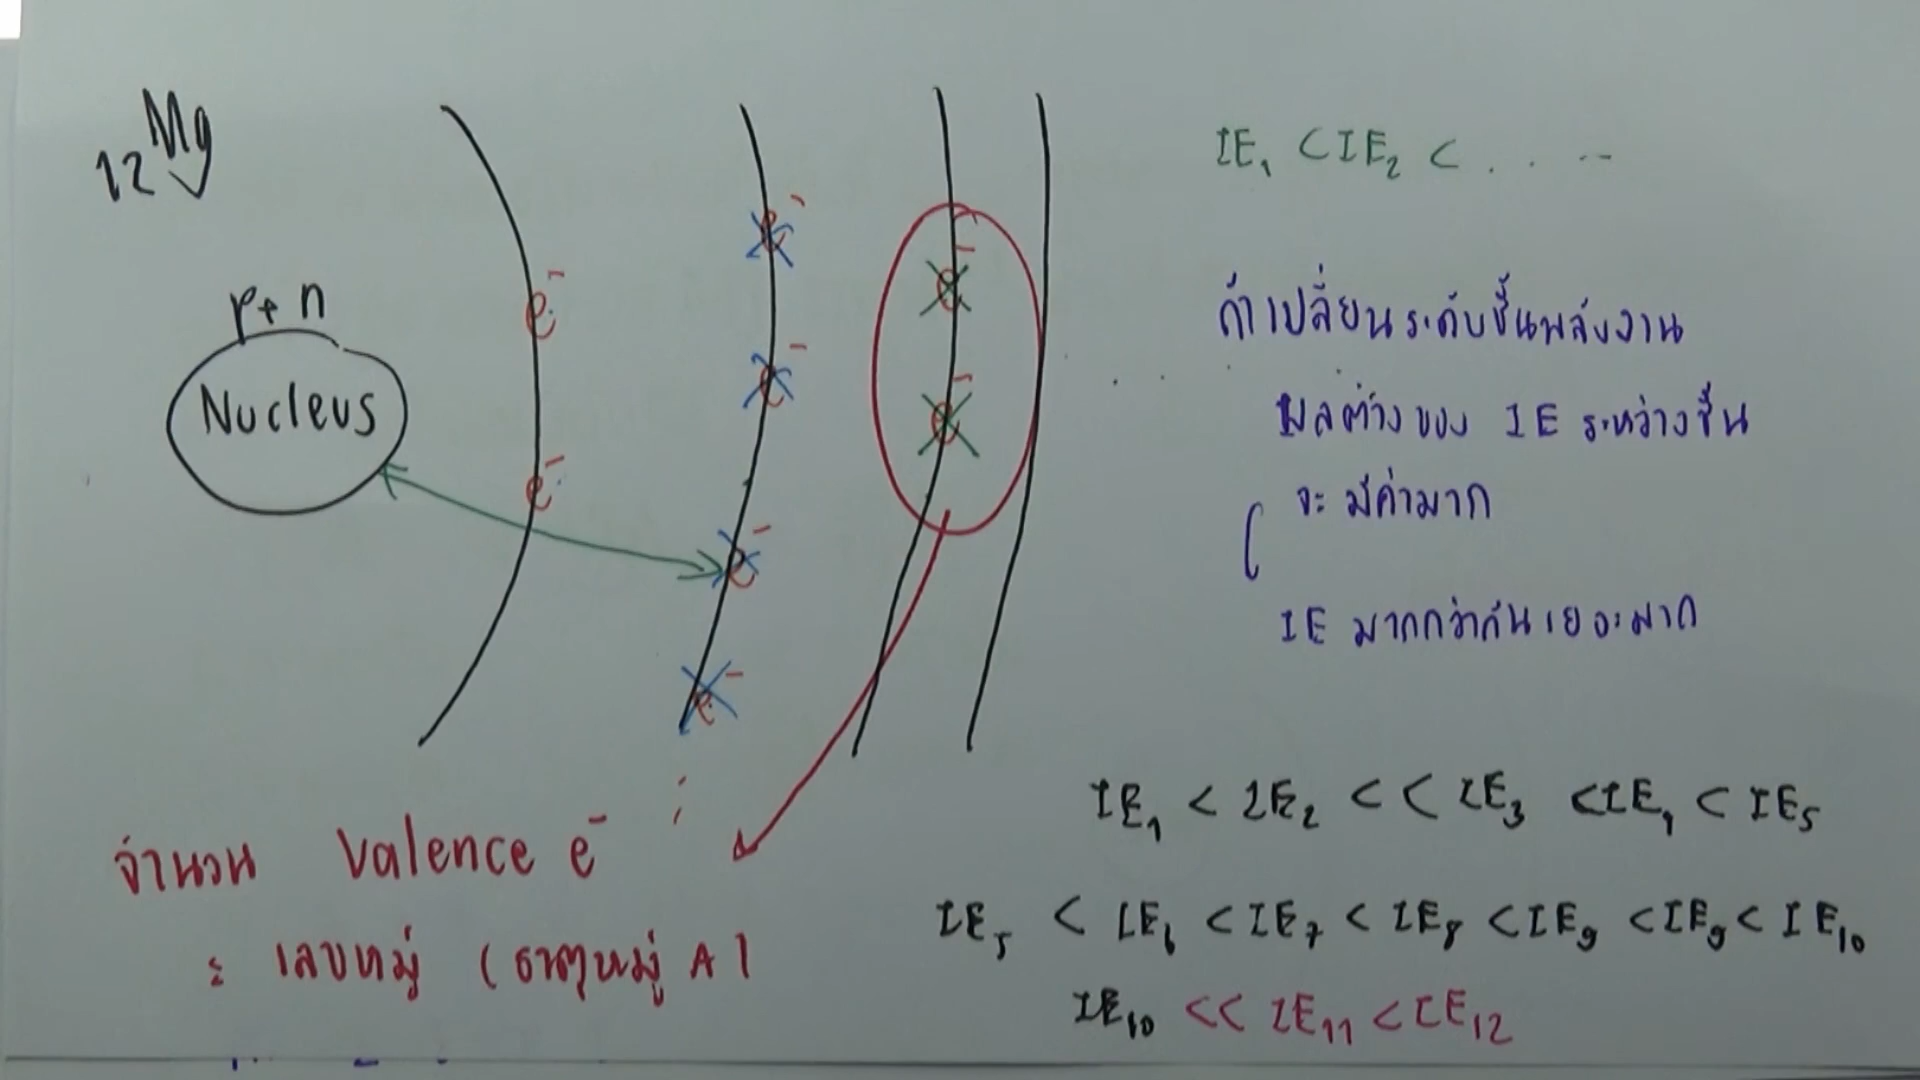 12Mg
p + n
Nucleus
e⁻
e⁻
e⁻
e⁻
e⁻
e⁻
e⁻
e⁻
จำนวน Valence e⁻
= เลขหมู่ (ธาตุหมู่ A)
IE₁ < IE₂ < . . . .
ถ้าเปลี่ยนระดับชั้นพลังงาน
ผลต่างของ IE ระหว่างชั้น
จะ มีค่ามาก
IE มากกว่ากันเยอะมาก
IE₁ < IE₂ < < IE₃ < IE₄ < IE₅
IE₅ < IE₆ < IE₇ < IE₈ < IE₉ < IE₉ < IE₁₀
IE₁₀ << IE₁₁ < IE₁₂